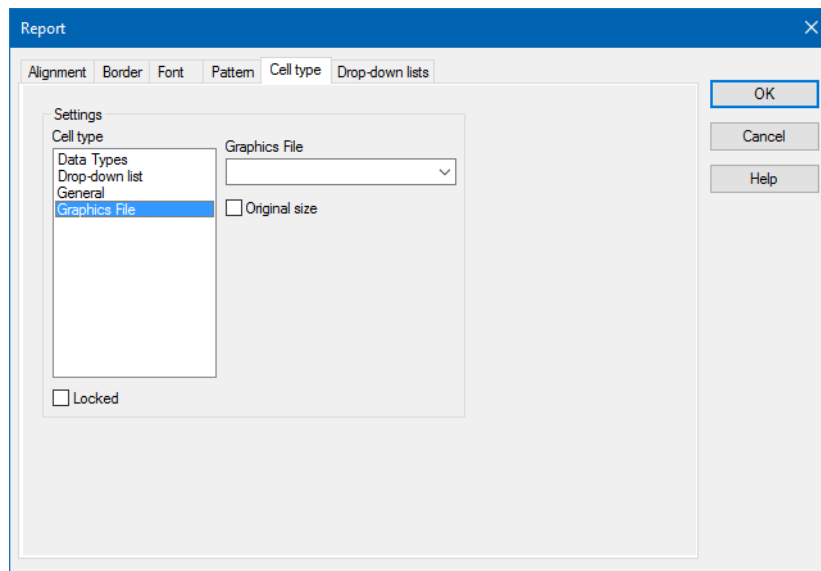 Report
Alignment Border Font Pattern Cell type Drop-down lists
OK
Cancel
Help
Settings
Cell type
Data Types
Drop-down list
General
Graphics File
Graphics File
Original size
Locked